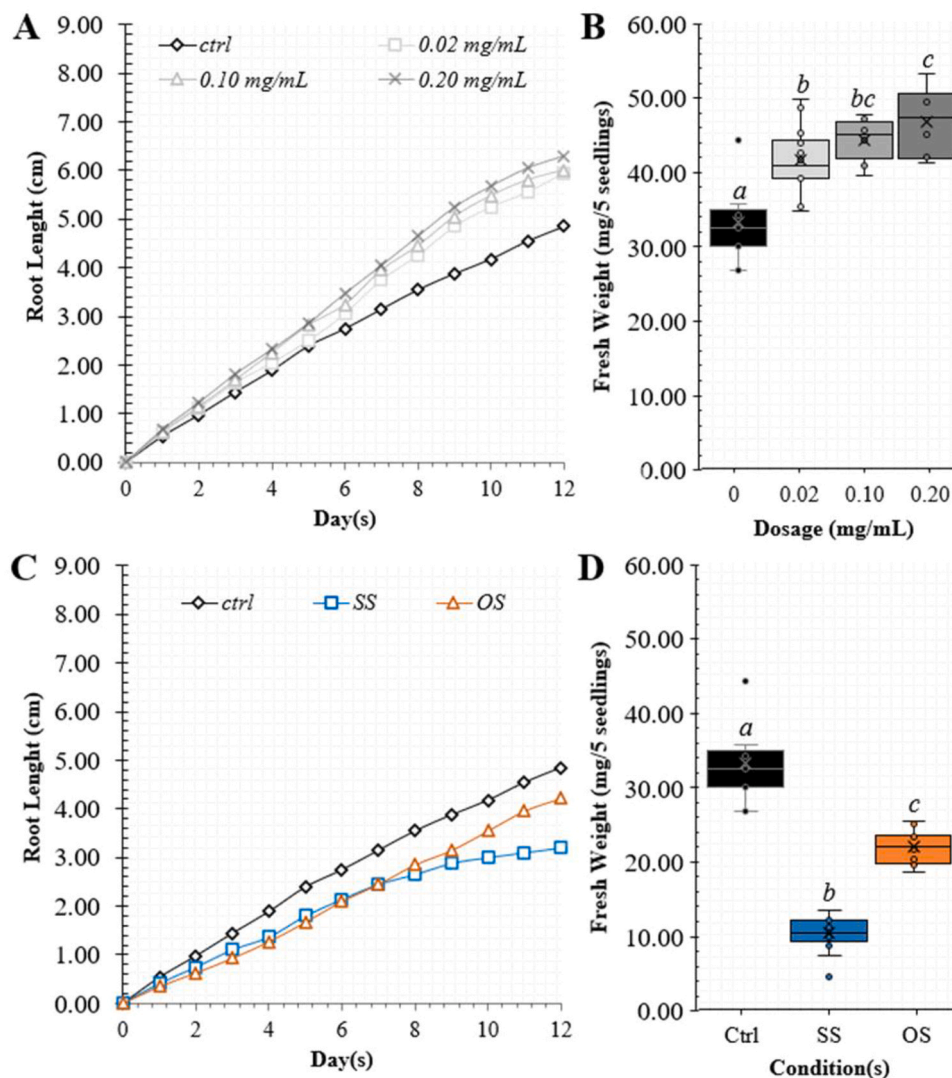 A
9.00
8.00
7.00
6.00
5.00
4.00
3.00
2.00
1.00
0.00
Root Lenght (cm)
ctrl 0.02 mg/mL
0.10 mg/mL 0.20 mg/mL
0 2 4 6 8 10 12
Day(s)
B
60.00
50.00
40.00
30.00
20.00
10.00
0.00
Fresh Weight (mg/5 seedlings)
a b bc c
0 0.02 0.10 0.20
Dosage (mg/mL)
C
9.00
8.00
7.00
6.00
5.00
4.00
3.00
2.00
1.00
0.00
Root Lenght (cm)
ctrl SS OS
0 2 4 6 8 10 12
Day(s)
D
60.00
50.00
40.00
30.00
20.00
10.00
0.00
Fresh Weight (mg/5 seedlings)
a b c
Ctrl SS OS
Condition(s)